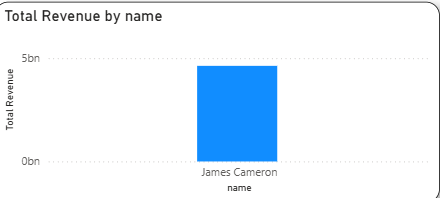 Total Revenue by name
5bn
Total Revenue
0bn
James Cameron
name